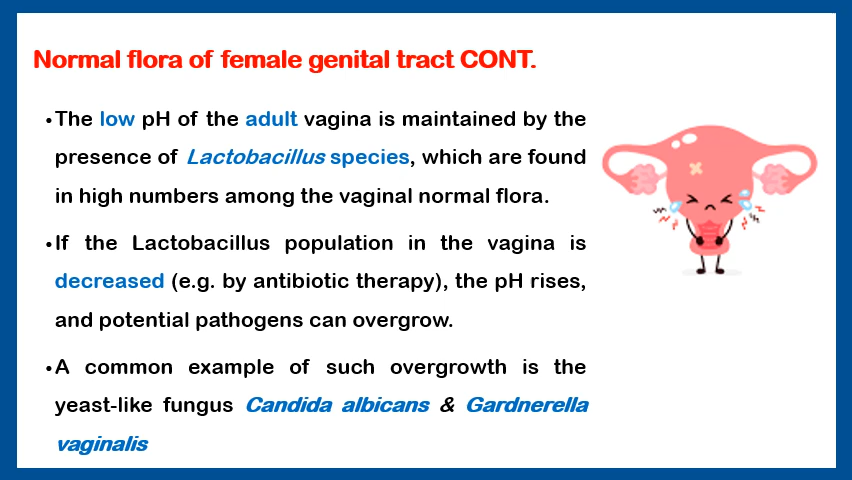 Normal flora of female genital tract CONT.
•The low pH of the adult vagina is maintained by the
presence of Lactobacillus species, which are found
in high numbers among the vaginal normal flora.
•If the Lactobacillus population in the vagina is
decreased (e.g. by antibiotic therapy), the pH rises,
and potential pathogens can overgrow.
•A common example of such overgrowth is the
yeast-like fungus Candida albicans & Gardnerella
vaginalis